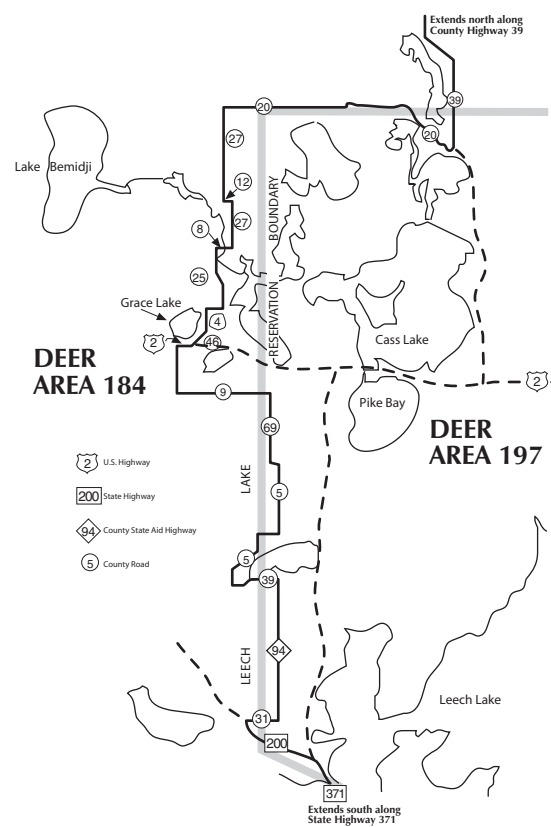 Extends north along
County Highway 39
39
20
20
27
12
Lake Bemidji
BOUNDARY
27
8
25
RESERVATION
Grace Lake
4
2
46
Cass Lake
DEER
AREA 184
2
9
Pike Bay
69
DEER
AREA 197
2 U.S. Highway
LAKE
5
200 State Highway
94 County State Aid Highway
5 County Road
5
39
94
LEECH
Leech Lake
31
200
371
Extends south along
State Highway 371